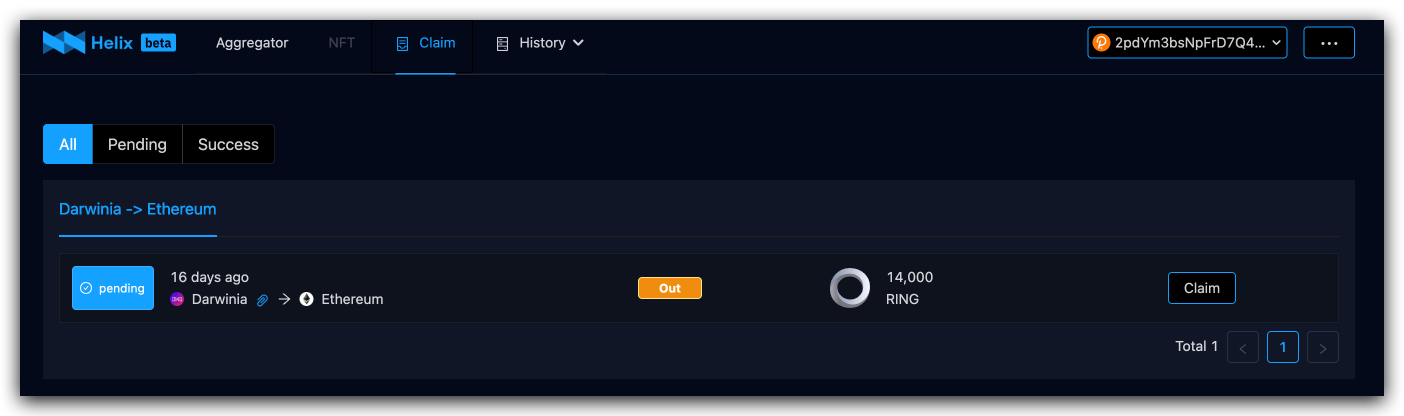 Helix beta Aggregator NFT Claim History 2pdYm3bsNpFrD7Q4... ...
All Pending Success
Darwinia -> Ethereum
pending
16 days ago
Darwinia → Ethereum
Out
14,000
RING
Claim
Total 1 < 1 >